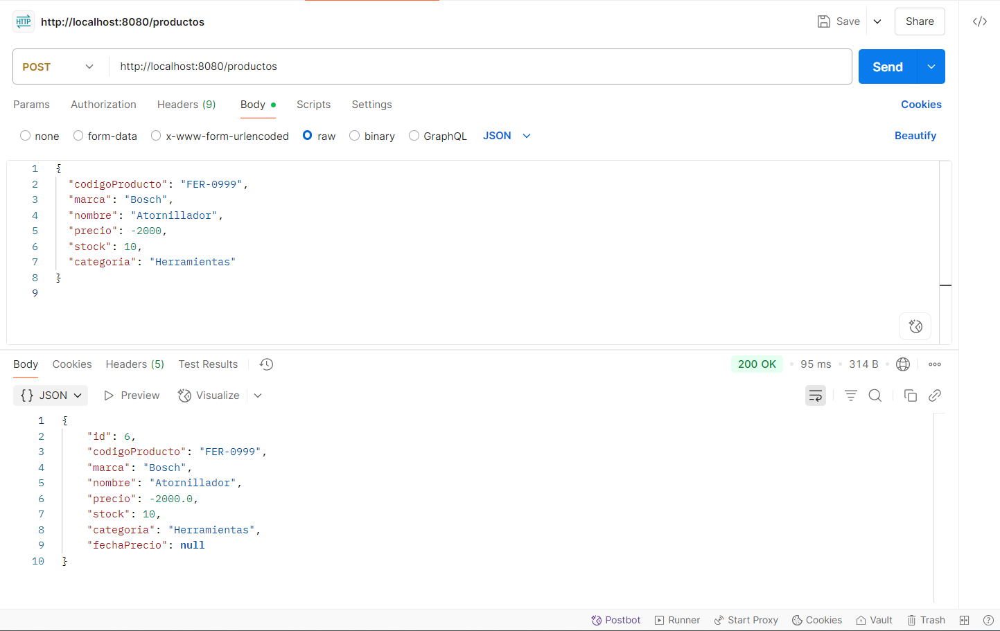 HTTP http://localhost:8080/productos Save Share
POST http://localhost:8080/productos Send
Params Authorization Headers (9) Body Scripts Settings Cookies
none form-data x-www-form-urlencoded raw binary GraphQL JSON Beautify
1 {
2 "codigoProducto": "FER-0999",
3 "marca": "Bosch",
4 "nombre": "Atornillador",
5 "precio": -2000,
6 "stock": 10,
7 "categoria": "Herramientas"
8 }
9
Body Cookies Headers (5) Test Results 200 OK 95 ms 314 B
{} JSON Preview Visualize
1 {
2 "id": 6,
3 "codigoProducto": "FER-0999",
4 "marca": "Bosch",
5 "nombre": "Atornillador",
6 "precio": -2000.0,
7 "stock": 10,
8 "categoria": "Herramientas",
9 "fechaPrecio": null
10 }
Postbot Runner Start Proxy Cookies Vault Trash